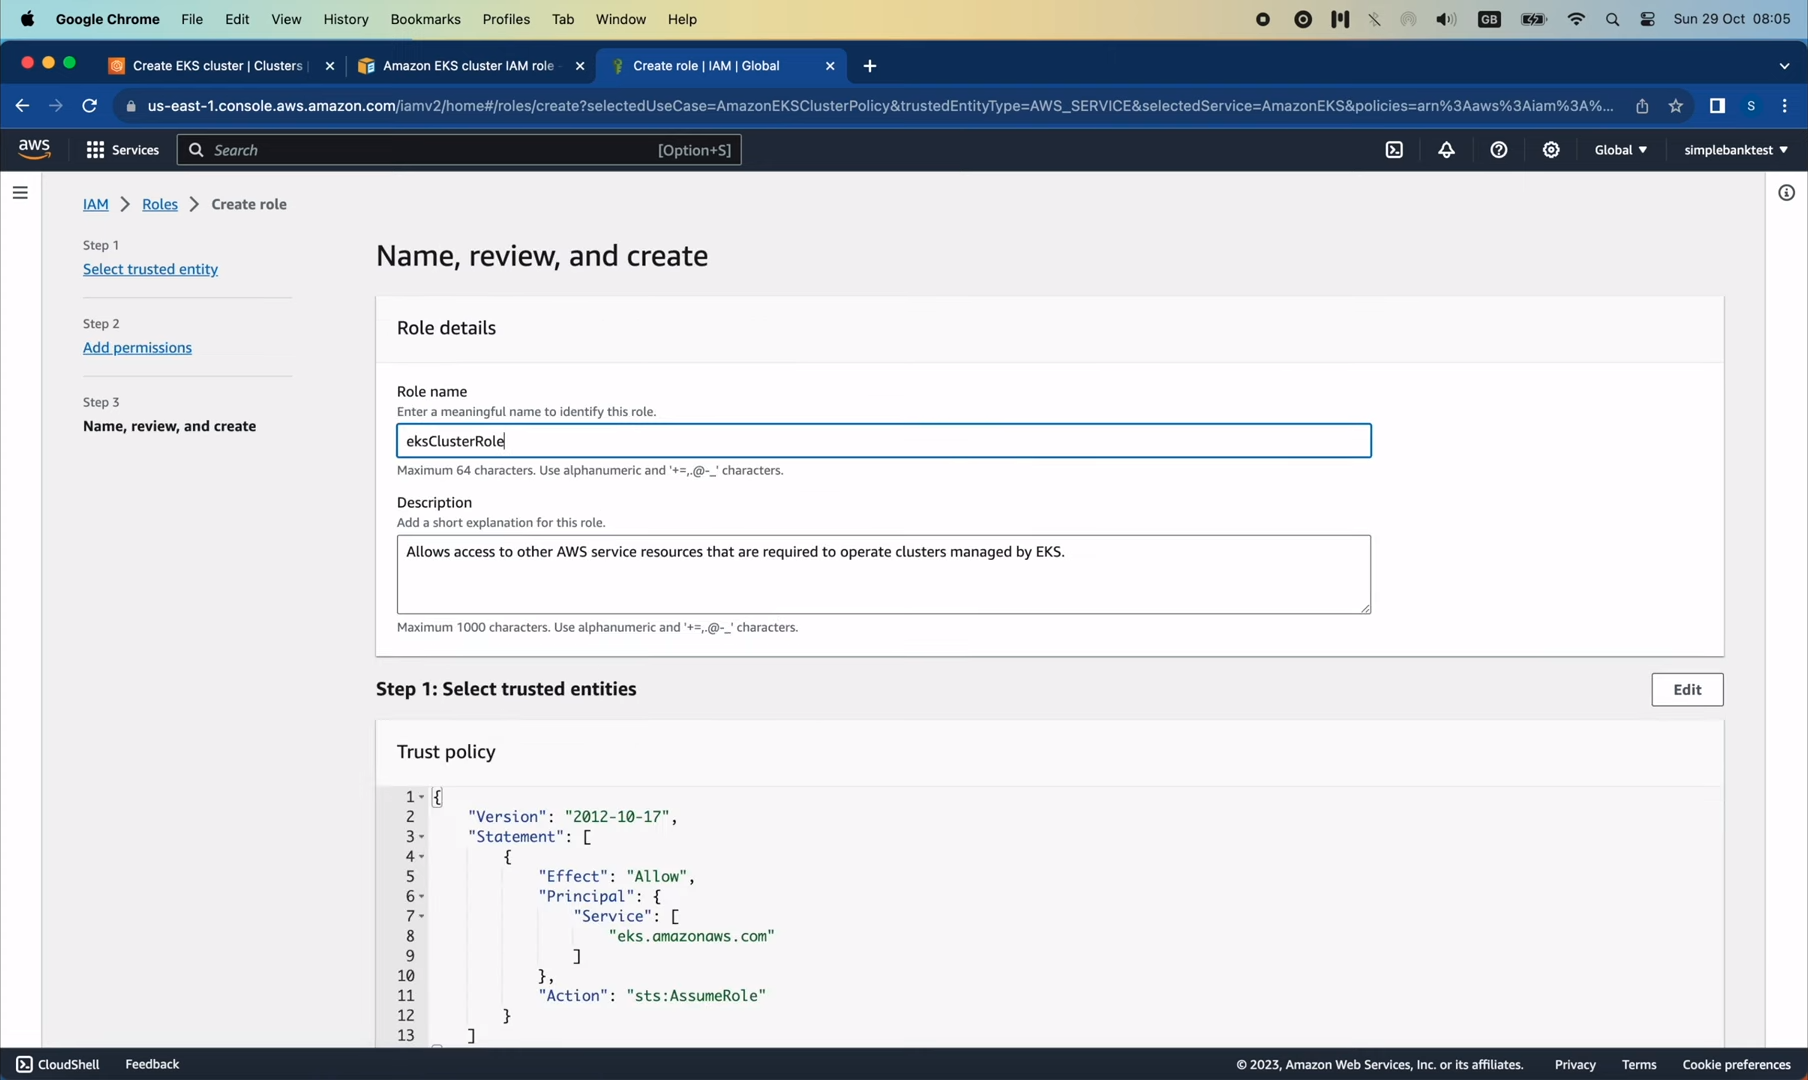 Google Chrome File Edit View History Bookmarks Profiles Tab Window Help GB Sun 29 Oct 08:05
Create EKS cluster | Clusters Amazon EKS cluster IAM role - Create role | IAM | Global
us-east-1.console.aws.amazon.com/iamv2/home#/roles/create?selectedUseCase=AmazonEKSClusterPolicy&trustedEntityType=AWS_SERVICE&selectedService=AmazonEKS&policies=arn%3Aaws%3Aiam%3A%... S
aws Services Search [Option+S] Global simplebanktest
IAM Roles Create role
Step 1
Select trusted entity
Step 2
Add permissions
Step 3
Name, review, and create
Name, review, and create
Role details
Role name
Enter a meaningful name to identify this role.
eksClusterRole
Maximum 64 characters. Use alphanumeric and '+=,.@-_' characters.
Description
Add a short explanation for this role.
Allows access to other AWS service resources that are required to operate clusters managed by EKS.
Maximum 1000 characters. Use alphanumeric and '+=,.@-_' characters.
Step 1: Select trusted entities Edit
Trust policy
1 {
2 "Version": "2012-10-17",
3 "Statement": [
4 {
5 "Effect": "Allow",
6 "Principal": {
7 "Service": [
8 "eks.amazonaws.com"
9 ]
10 },
11 "Action": "sts:AssumeRole"
12 }
13 ]
CloudShell Feedback © 2023, Amazon Web Services, Inc. or its affiliates. Privacy Terms Cookie preferences